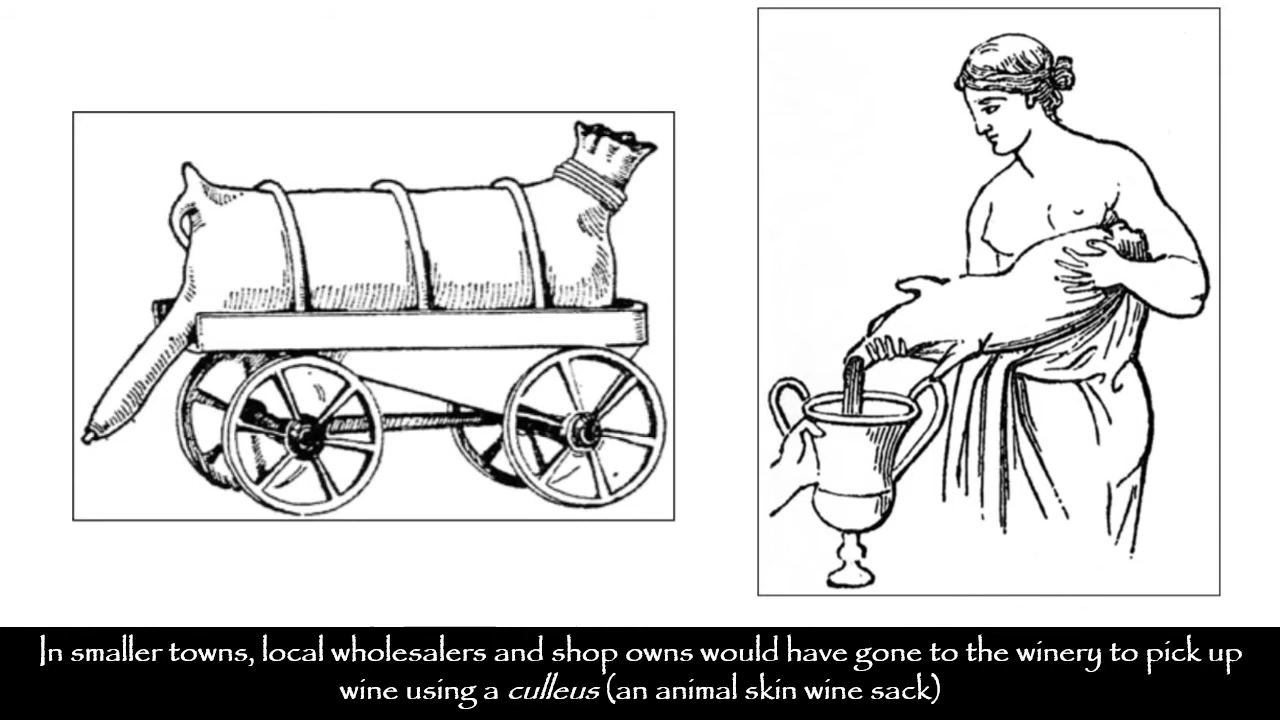 In smaller towns, local wholesalers and shop owns would have gone to the winery to pick up
wine using a culleus (an animal skin wine sack)